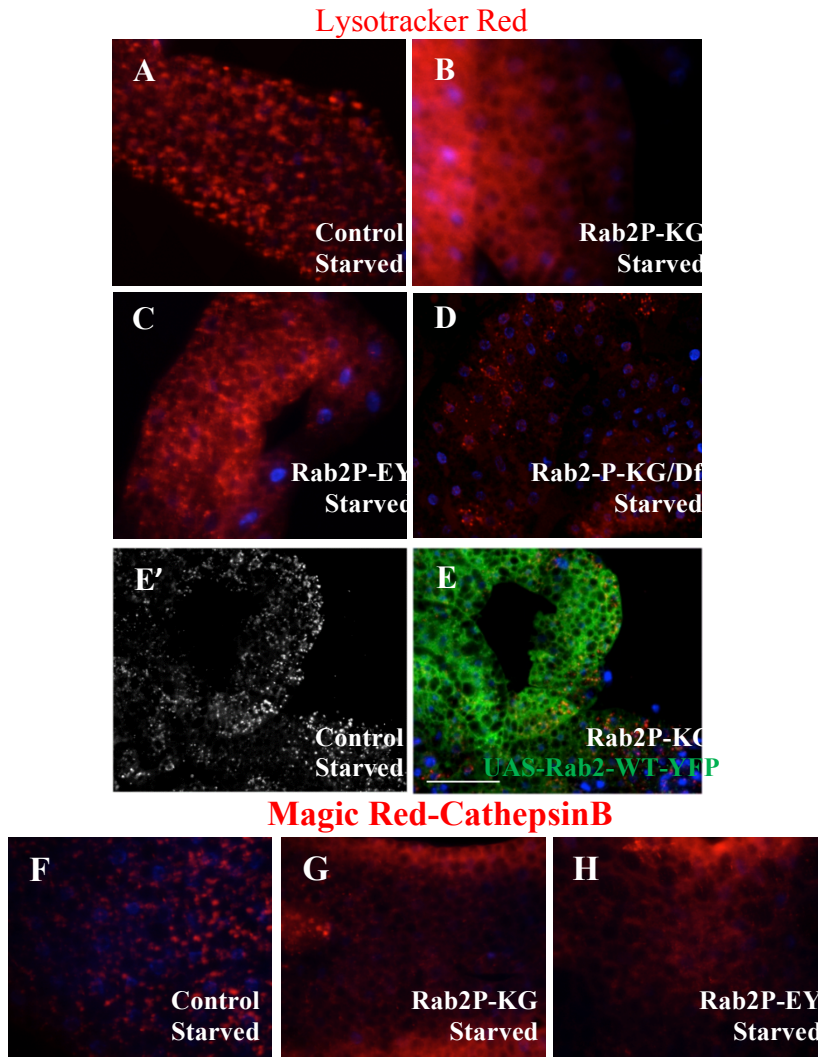 Lysotracker Red
A
Control
Starved
B
Rab2P-KG
Starved
C
Rab2P-EY
Starved
D
Rab2-P-KG/Df
Starved
E′
Control
Starved
E
Rab2P-KG
UAS-Rab2-WT-YFP
Magic Red-CathepsinB
F
Control
Starved
G
Rab2P-KG
Starved
H
Rab2P-EY
Starved